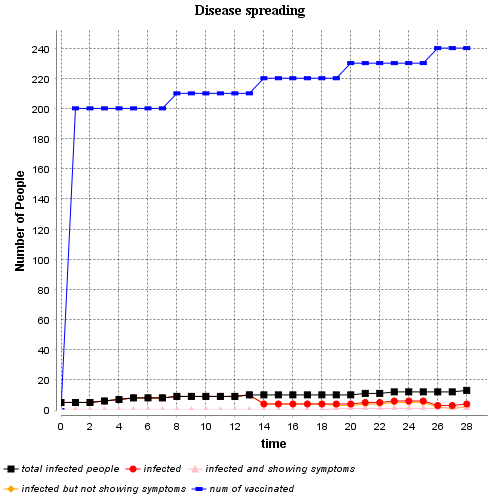 Disease spreading
Number of People
240
220
200
180
160
140
120
100
80
60
40
20
0
0 2 4 6 8 10 12 14 16 18 20 22 24 26 28
time
total infected people infected infected and showing symptoms
infected but not showing symptoms num of vaccinated